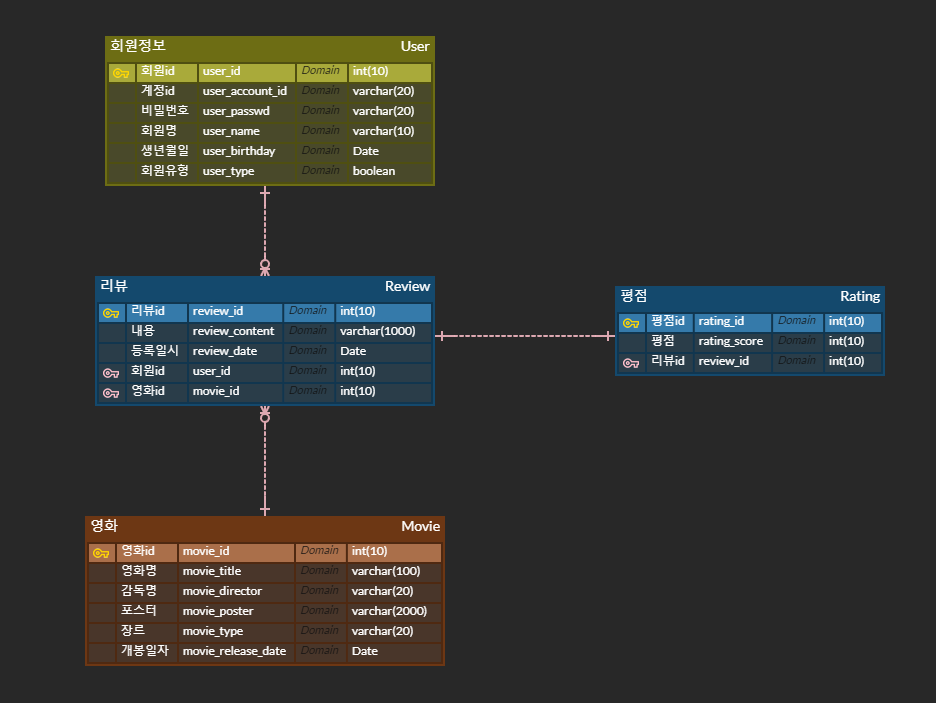 회원정보 User
회원id user_id Domain int(10)
계정id user_account_id Domain varchar(20)
비밀번호 user_passwd Domain varchar(20)
회원명 user_name Domain varchar(10)
생년월일 user_birthday Domain Date
회원유형 user_type Domain boolean
리뷰 Review
리뷰id review_id Domain int(10)
내용 review_content Domain varchar(1000)
등록일시 review_date Domain Date
회원id user_id Domain int(10)
영화id movie_id Domain int(10)
평점 Rating
평점id rating_id Domain int(10)
평점 rating_score Domain int(10)
리뷰id review_id Domain int(10)
영화 Movie
영화id movie_id Domain int(10)
영화명 movie_title Domain varchar(100)
감독명 movie_director Domain varchar(20)
포스터 movie_poster Domain varchar(2000)
장르 movie_type Domain varchar(20)
개봉일자 movie_release_date Domain Date